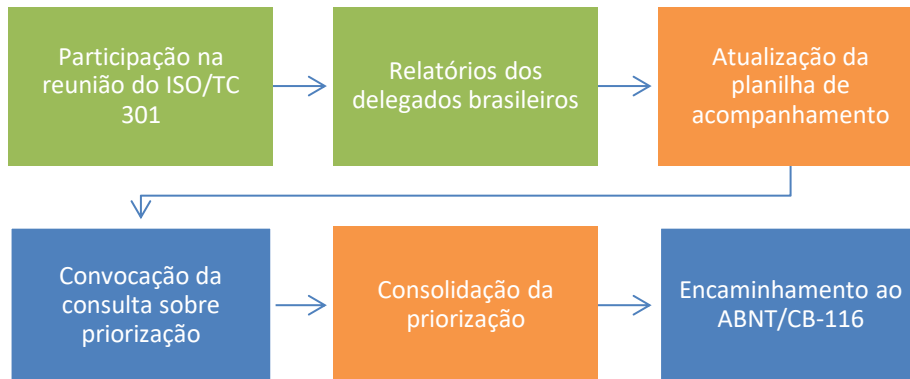 Participação na
reunião do ISO/TC
301
Relatórios dos
delegados brasileiros
Atualização da
planilha de
acompanhamento
Convocação da
consulta sobre
priorização
Consolidação da
priorização
Encaminhamento ao
ABNT/CB-116